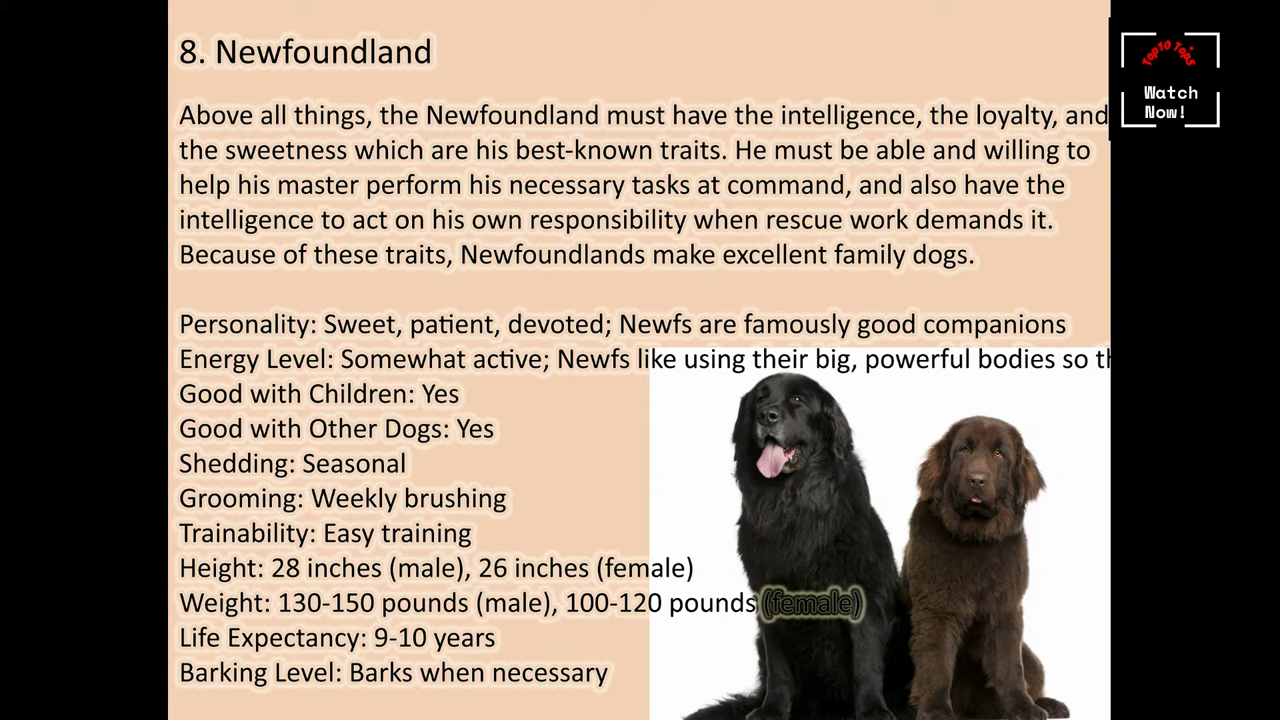 8. Newfoundland
Above all things, the Newfoundland must have the intelligence, the loyalty, and
the sweetness which are his best-known traits. He must be able and willing to
help his master perform his necessary tasks at command, and also have the
intelligence to act on his own responsibility when rescue work demands it.
Because of these traits, Newfoundlands make excellent family dogs.
Personality: Sweet, patient, devoted; Newfs are famously good companions
Energy Level: Somewhat active; Newfs like using their big, powerful bodies so
Good with Children: Yes
Good with Other Dogs: Yes
Shedding: Seasonal
Grooming: Weekly brushing
Trainability: Easy training
Height: 28 inches (male), 26 inches (female)
Weight: 130-150 pounds (male), 100-120 pounds (female)
Life Expectancy: 9-10 years
Barking Level: Barks when necessary
Top10 Tops
Watch
Now!